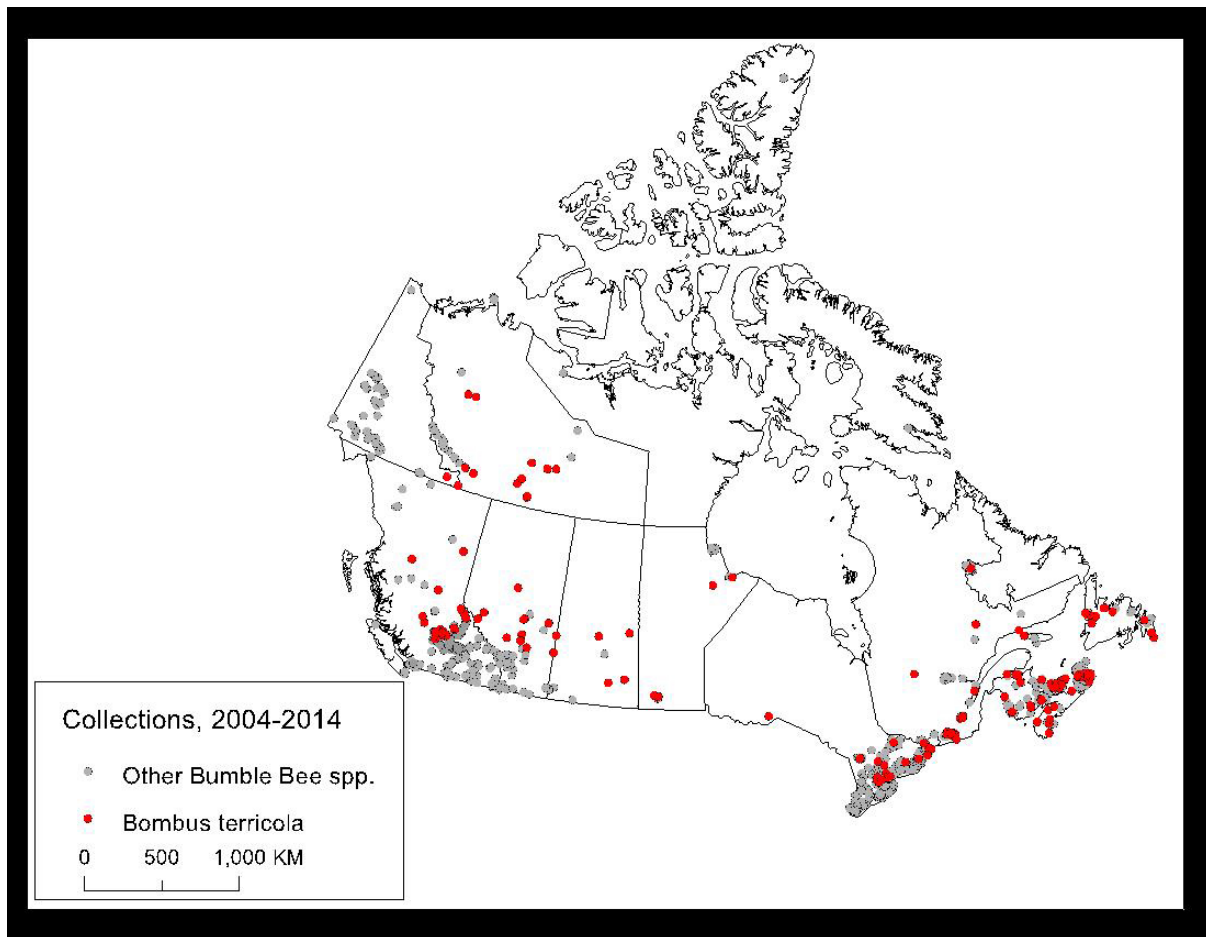 Collections, 2004-2014
Other Bumble Bee spp.
Bombus terricola
0 500 1,000 KM